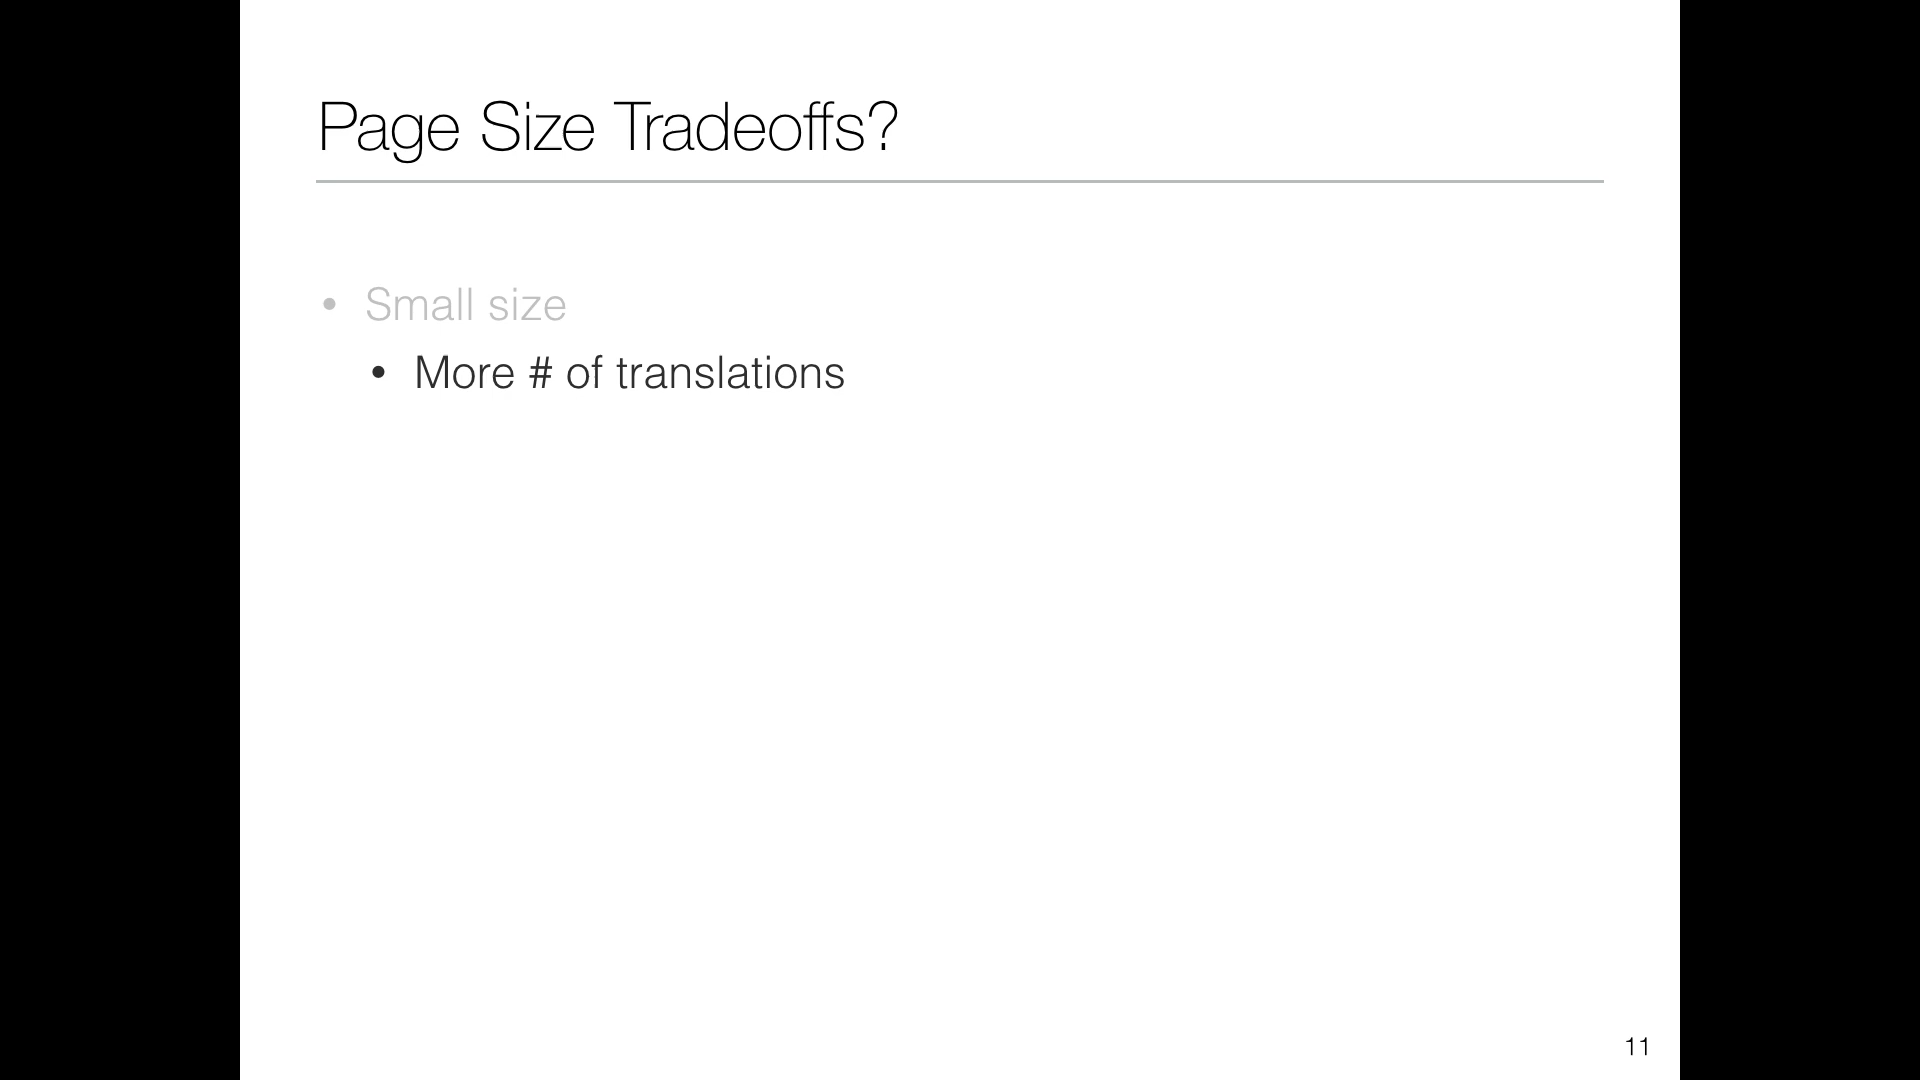 Page Size Tradeoffs?
• Small size
• More # of translations
11